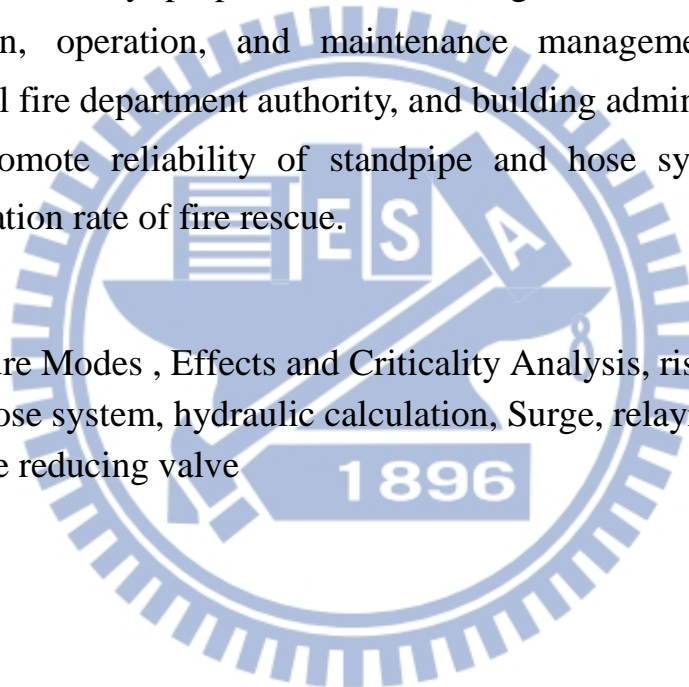 n, operation, and maintenance manageme
l fire department authority, and building admin
omote reliability of standpipe and hose sy
ation rate of fire rescue.
ES
A
8
re Modes , Effects and Criticality Analysis, ris
ose system, hydraulic calculation, Surge, relay
e reducing valve
1896